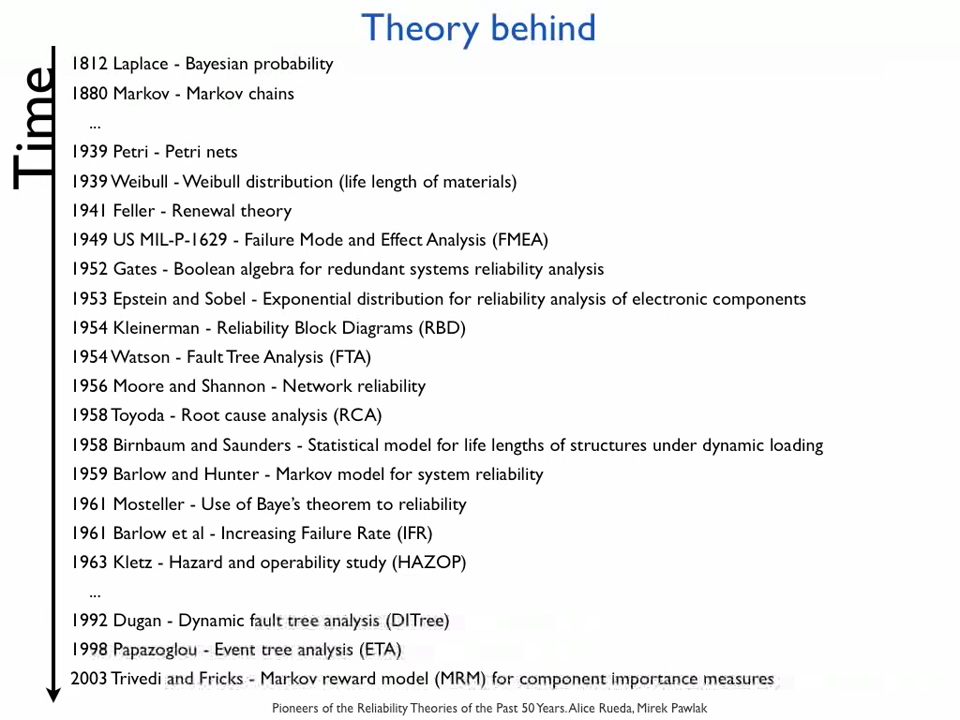 Theory behind
Time
1812 Laplace - Bayesian probability
1880 Markov - Markov chains
...
1939 Petri - Petri nets
1939 Weibull - Weibull distribution (life length of materials)
1941 Feller - Renewal theory
1949 US MIL-P-1629 - Failure Mode and Effect Analysis (FMEA)
1952 Gates - Boolean algebra for redundant systems reliability analysis
1953 Epstein and Sobel - Exponential distribution for reliability analysis of electronic components
1954 Kleinerman - Reliability Block Diagrams (RBD)
1954 Watson - Fault Tree Analysis (FTA)
1956 Moore and Shannon - Network reliability
1958 Toyoda - Root cause analysis (RCA)
1958 Birnbaum and Saunders - Statistical model for life lengths of structures under dynamic loading
1959 Barlow and Hunter - Markov model for system reliability
1961 Mosteller - Use of Baye's theorem to reliability
1961 Barlow et al - Increasing Failure Rate (IFR)
1963 Kletz - Hazard and operability study (HAZOP)
...
1992 Dugan - Dynamic fault tree analysis (DITree)
1998 Papazoglou - Event tree analysis (ETA)
2003 Trivedi and Fricks - Markov reward model (MRM) for component importance measures
Pioneers of the Reliability Theories of the Past 50 Years. Alice Rueda, Mirek Pawlak